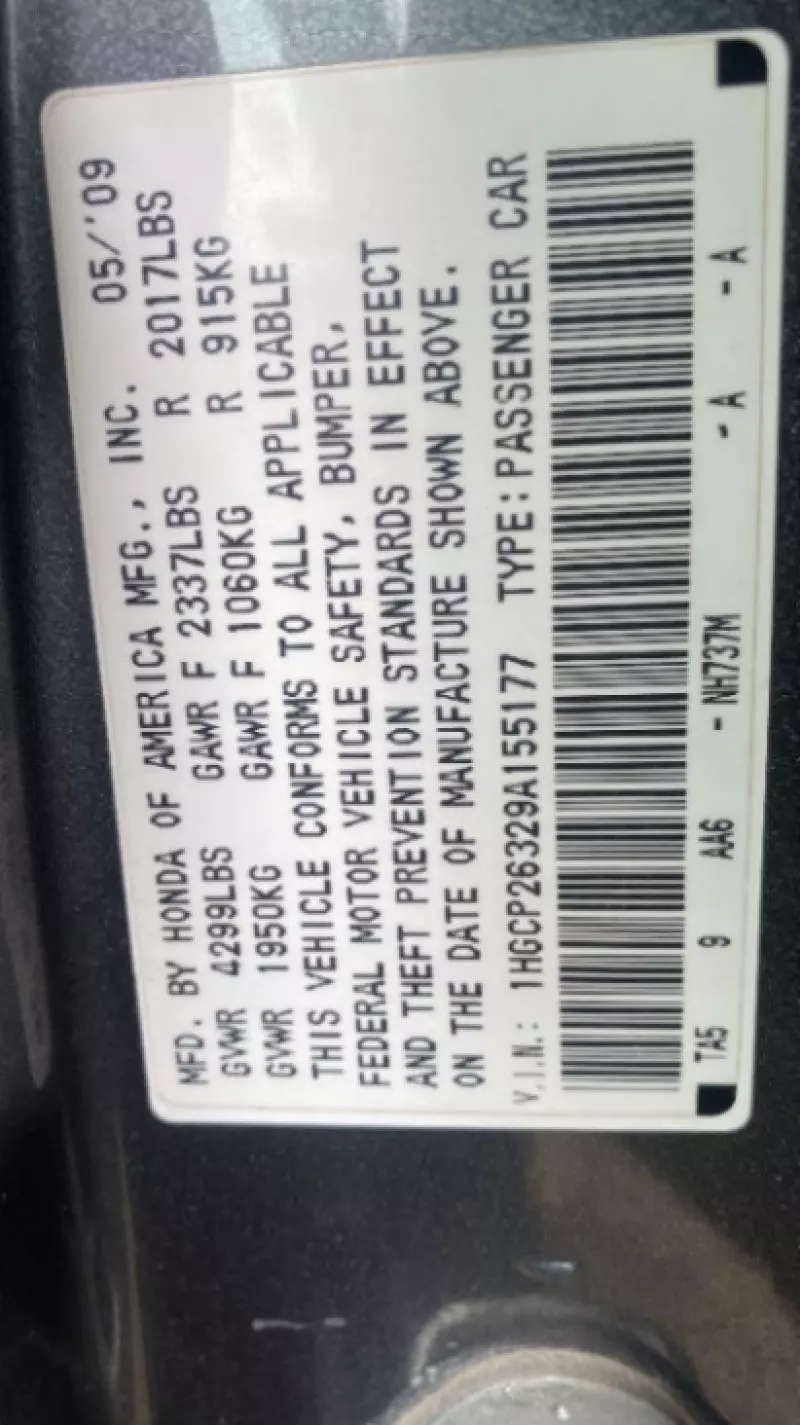 MFD. BY HONDA OF AMERICA MFG., INC. 05/'09
GVWR 4299LBS GAWR F 2337LBS R 2017LBS
GVWR 1950KG GAWR F 1060KG R 915KG
THIS VEHICLE CONFORMS TO ALL APPLICABLE
FEDERAL MOTOR VEHICLE SAFETY, BUMPER,
AND THEFT PREVENTION STANDARDS IN EFFECT
ON THE DATE OF MANUFACTURE SHOWN ABOVE.
V.I.N.: 1HGCP26329A155177 TYPE:PASSENGER CAR
TA5 9 AA6 - NH737M - A - A